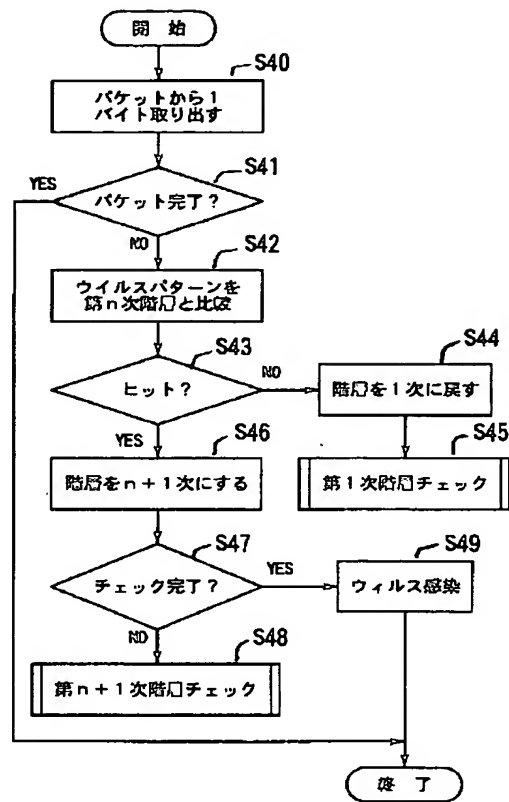 開 始
S40
パケットから1
バイト取り出す
S41
YES
パケット完了？
NO
S42
ウイルスパターンを
第n次階層と比較
S43
ヒット？
NO
S44
階層を1次に戻す
YES
S46
S45
階層をn+1次にする
第1次階層チェック
S47
チェック完了？
YES
S49
ウィルス感染
NO
S48
第n+1次階層チェック
終 了